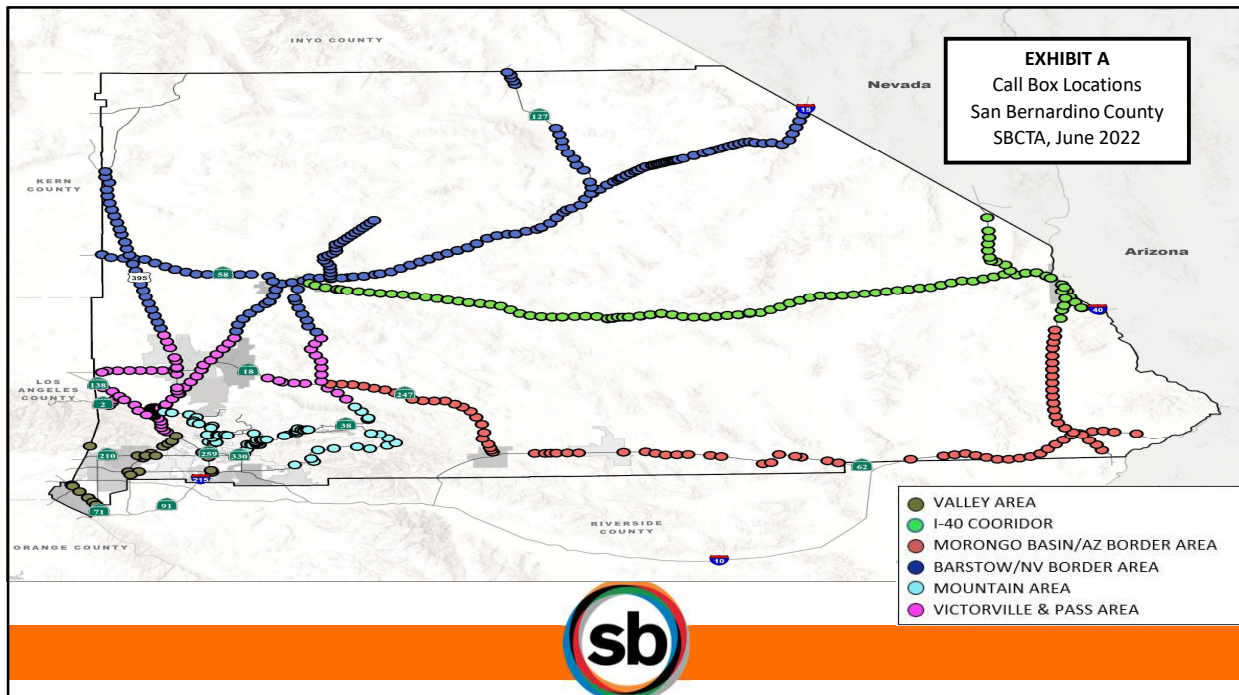 INYO COUNTY
EXHIBIT A
Call Box Locations
San Bernardino County
SBCTA, June 2022
Nevada
15
127
KERN
COUNTY
Arizona
58
395
40
LOS
ANGELES
COUNTY
138
2
18
247
38
210
259
330
215
62
71
91
RIVERSIDE
COUNTY
ORANGE COUNTY
10
VALLEY AREA
I-40 COORIDOR
MORONGO BASIN/AZ BORDER AREA
BARSTOW/NV BORDER AREA
MOUNTAIN AREA
VICTORVILLE & PASS AREA
sb